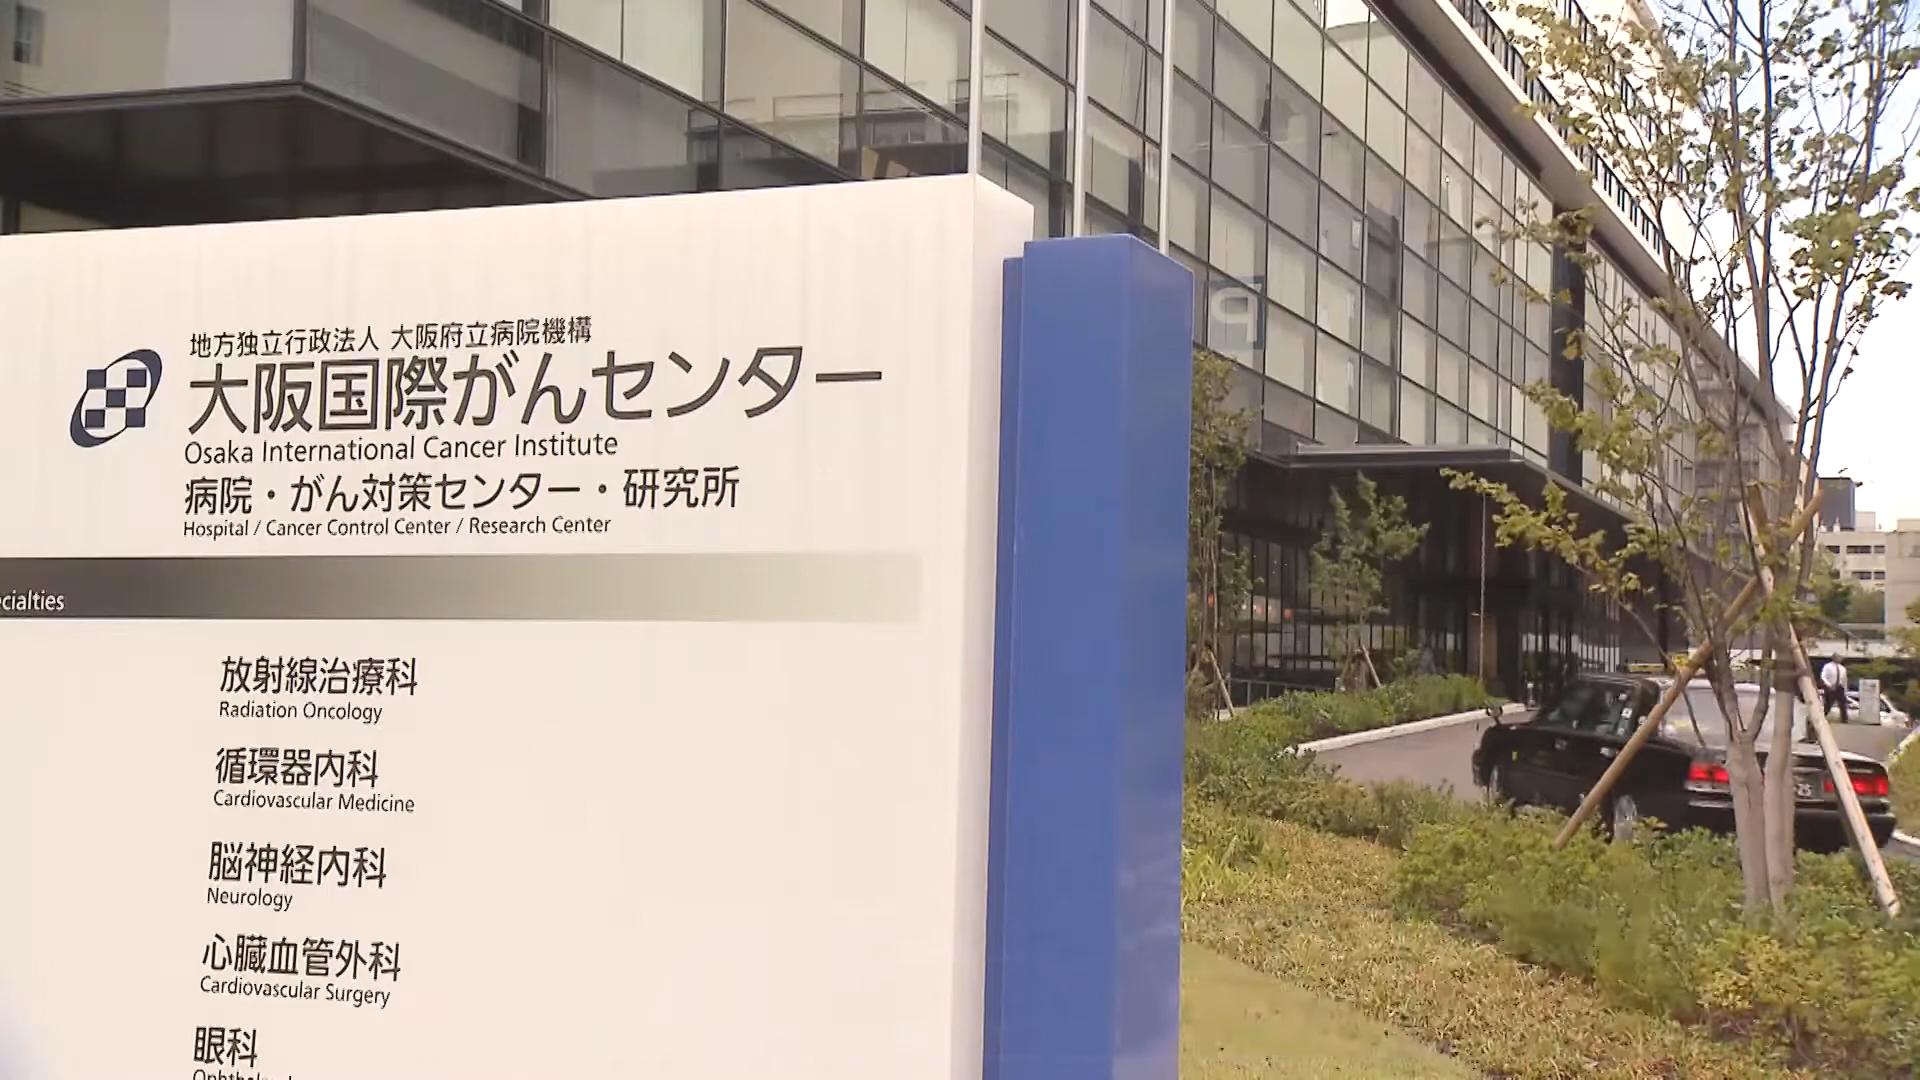 地方独立行政法人 大阪府立病院機構
大阪国際がんセンター
Osaka International Cancer Institute
病院・がん対策センター・研究所
Hospital / Cancer Control Center / Research Center
cialties
放射線治療科
Radiation Oncology
循環器内科
Cardiovascular Medicine
脳神経内科
Neurology
心臓血管外科
Cardiovascular Surgery
眼科